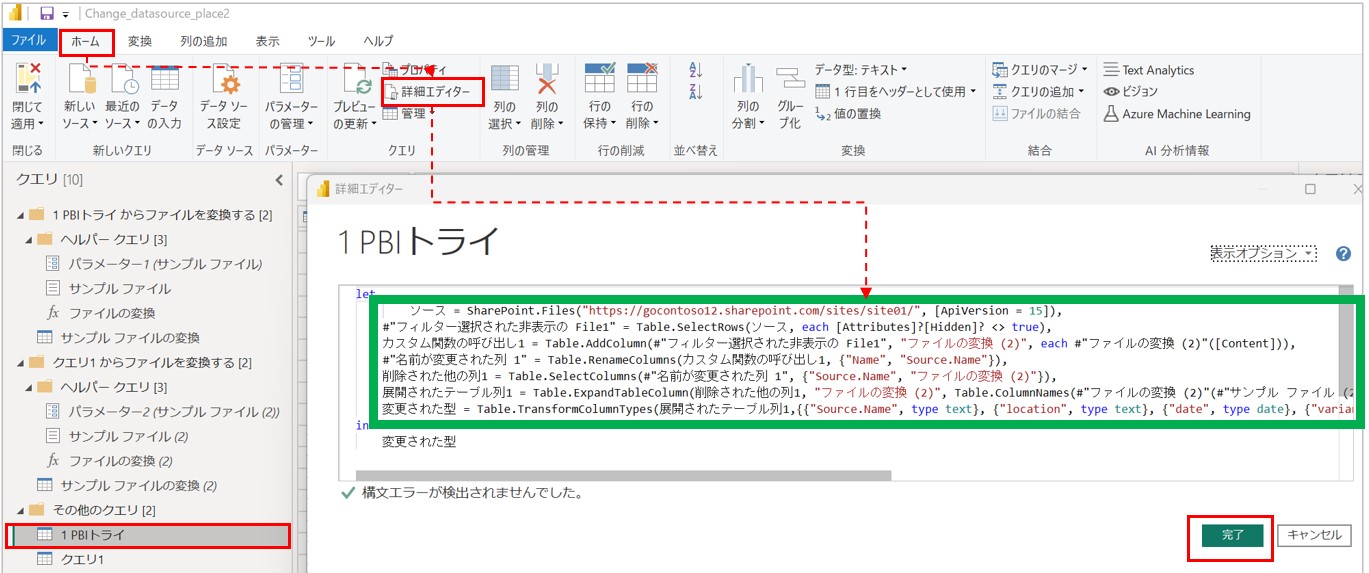 Change_datasource_place2
ファイル ホーム 変換 列の追加 表示 ツール ヘルプ
閉じて
適用
新しい
ソース
最近の
ソース
データ
の入力
データ ソー
ス設定
パラメーター
の管理
プレビュー
の更新
プロパティ
詳細エディター
管理
列の
選択
列の
削除
行の
保持
行の
削除
列の
分割
グルー
プ化
データ型: テキスト
1 行目をヘッダーとして使用
値の置換
クエリのマージ
クエリの追加
ファイルの結合
Text Analytics
ビジョン
Azure Machine Learning
閉じる 新しいクエリ データ ソース パラメーター クエリ 列の管理 行の削減 並べ替え 変換 結合 AI 分析情報
クエリ [10]
1 PBIトライ からファイルを変換する [2]
ヘルパー クエリ [3]
パラメーター1 (サンプル ファイル)
サンプル ファイル
fx ファイルの変換
サンプル ファイルの変換
クエリ1 からファイルを変換する [2]
ヘルパー クエリ [3]
パラメーター2 (サンプル ファイル (2))
サンプル ファイル (2)
fx ファイルの変換 (2)
サンプル ファイルの変換 (2)
その他のクエリ [2]
1 PBIトライ
クエリ1
詳細エディター
1 PBIトライ
表示オプション
?
let
ソース = SharePoint.Files("https://gocontoso12.sharepoint.com/sites/site01/", [ApiVersion = 15]),
#"フィルター選択された非表示の File1" = Table.SelectRows(ソース, each [Attributes]?[Hidden]? <> true),
カスタム関数の呼び出し1 = Table.AddColumn(#"フィルター選択された非表示の File1", "ファイルの変換 (2)", each #"ファイルの変換 (2)"([Content])),
#"名前が変更された列 1" = Table.RenameColumns(カスタム関数の呼び出し1, {"Name", "Source.Name"}),
削除された他の列1 = Table.SelectColumns(#"名前が変更された列 1", {"Source.Name", "ファイルの変換 (2)"}),
展開されたテーブル列1 = Table.ExpandTableColumn(削除された他の列1, "ファイルの変換 (2)", Table.ColumnNames(#"ファイルの変換 (2)"(#"サンプル ファイル (2
変更された型 = Table.TransformColumnTypes(展開されたテーブル列1,{{"Source.Name", type text}, {"location", type text}, {"date", type date}, {"varian
in
変更された型
構文エラーが検出されませんでした。
完了 キャンセル